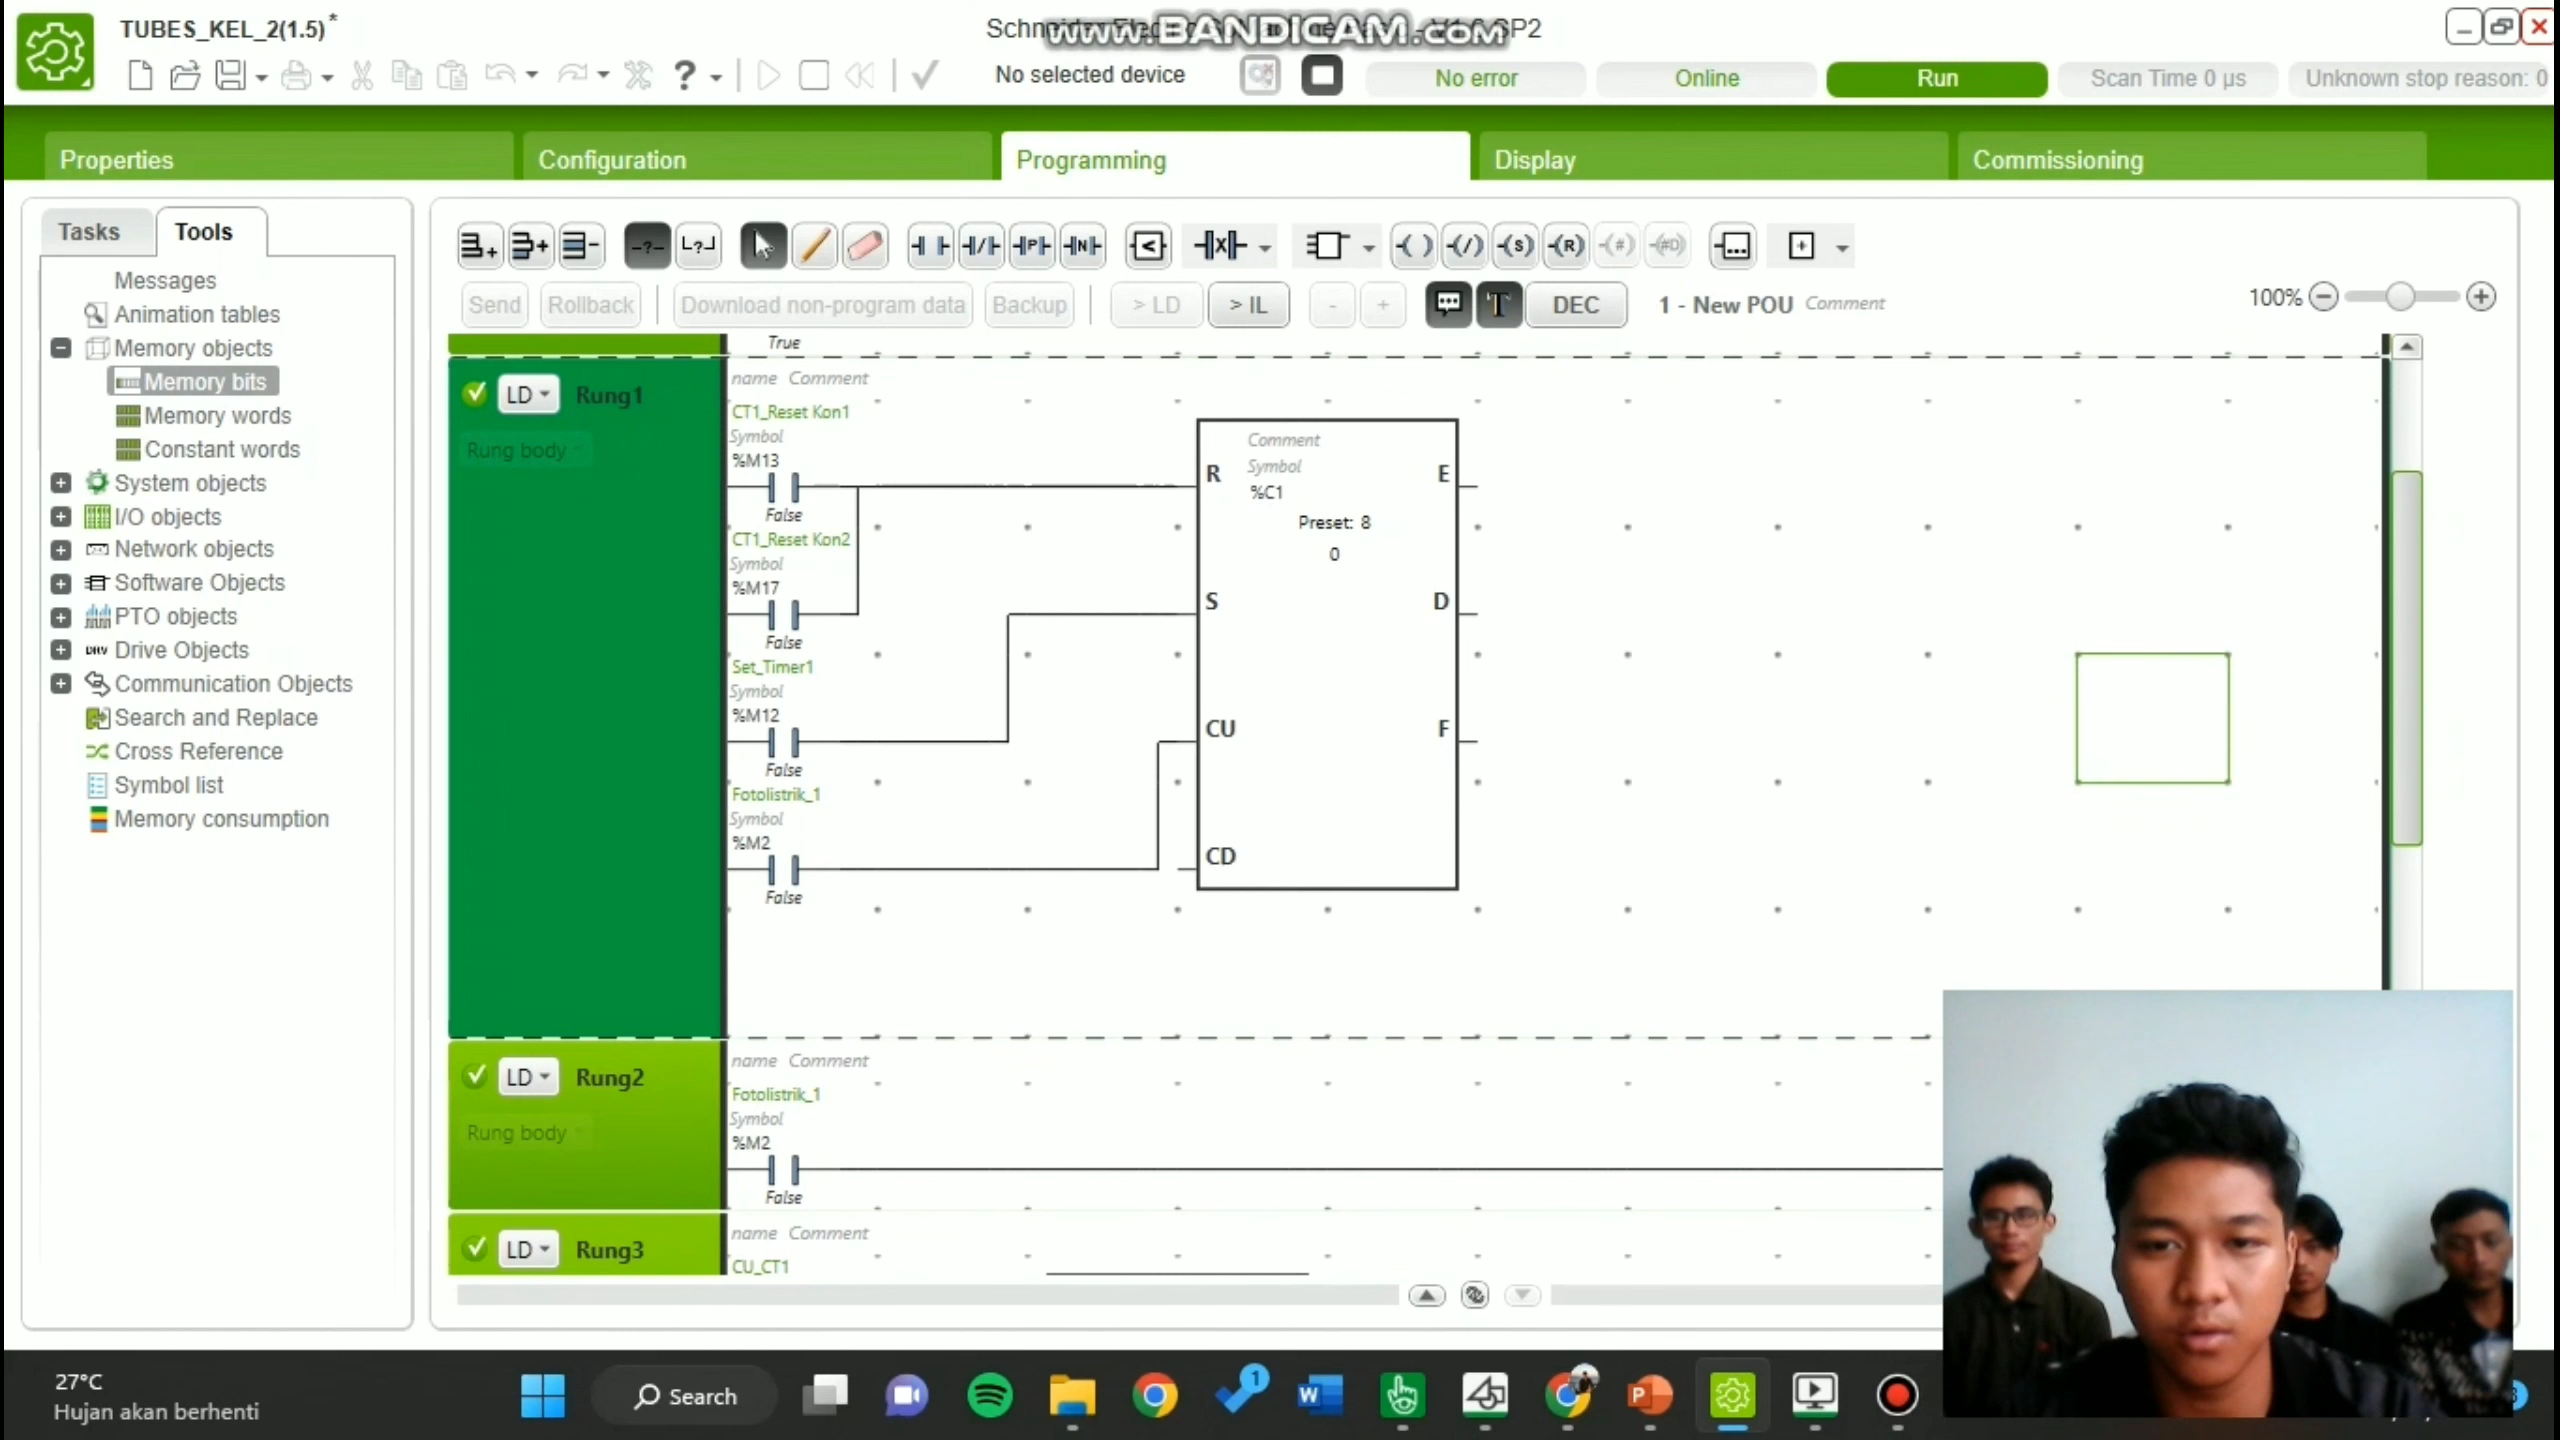 TUBES_KEL_2(1.5)*
www.BANDICAM.com
SP2
No selected device
No error
Online
Run
Scan Time 0 µs
Unknown stop reason: 0
Properties
Configuration
Programming
Display
Commissioning
Tasks
Tools
Messages
Animation tables
Memory objects
Memory bits
Memory words
Constant words
System objects
I/O objects
Network objects
Software Objects
PTO objects
Drive Objects
Communication Objects
Search and Replace
Cross Reference
Symbol list
Memory consumption
Send
Rollback
Download non-program data
Backup
> LD
> IL
DEC
1 - New POU Comment
100%
True
LD
Rung1
Rung body
name Comment
CT1_Reset Kon1
Symbol
%M13
False
CT1_Reset Kon2
Symbol
%M17
False
Set_Timer1
Symbol
%M12
False
Fotolistrik_1
Symbol
%M2
False
Comment
Symbol
%C1
Preset: 8
0
R
S
CU
CD
E
D
F
LD
Rung2
Rung body
name Comment
Fotolistrik_1
Symbol
%M2
False
LD
Rung3
name Comment
CU_CT1
27°C
Hujan akan berhenti
Search
1